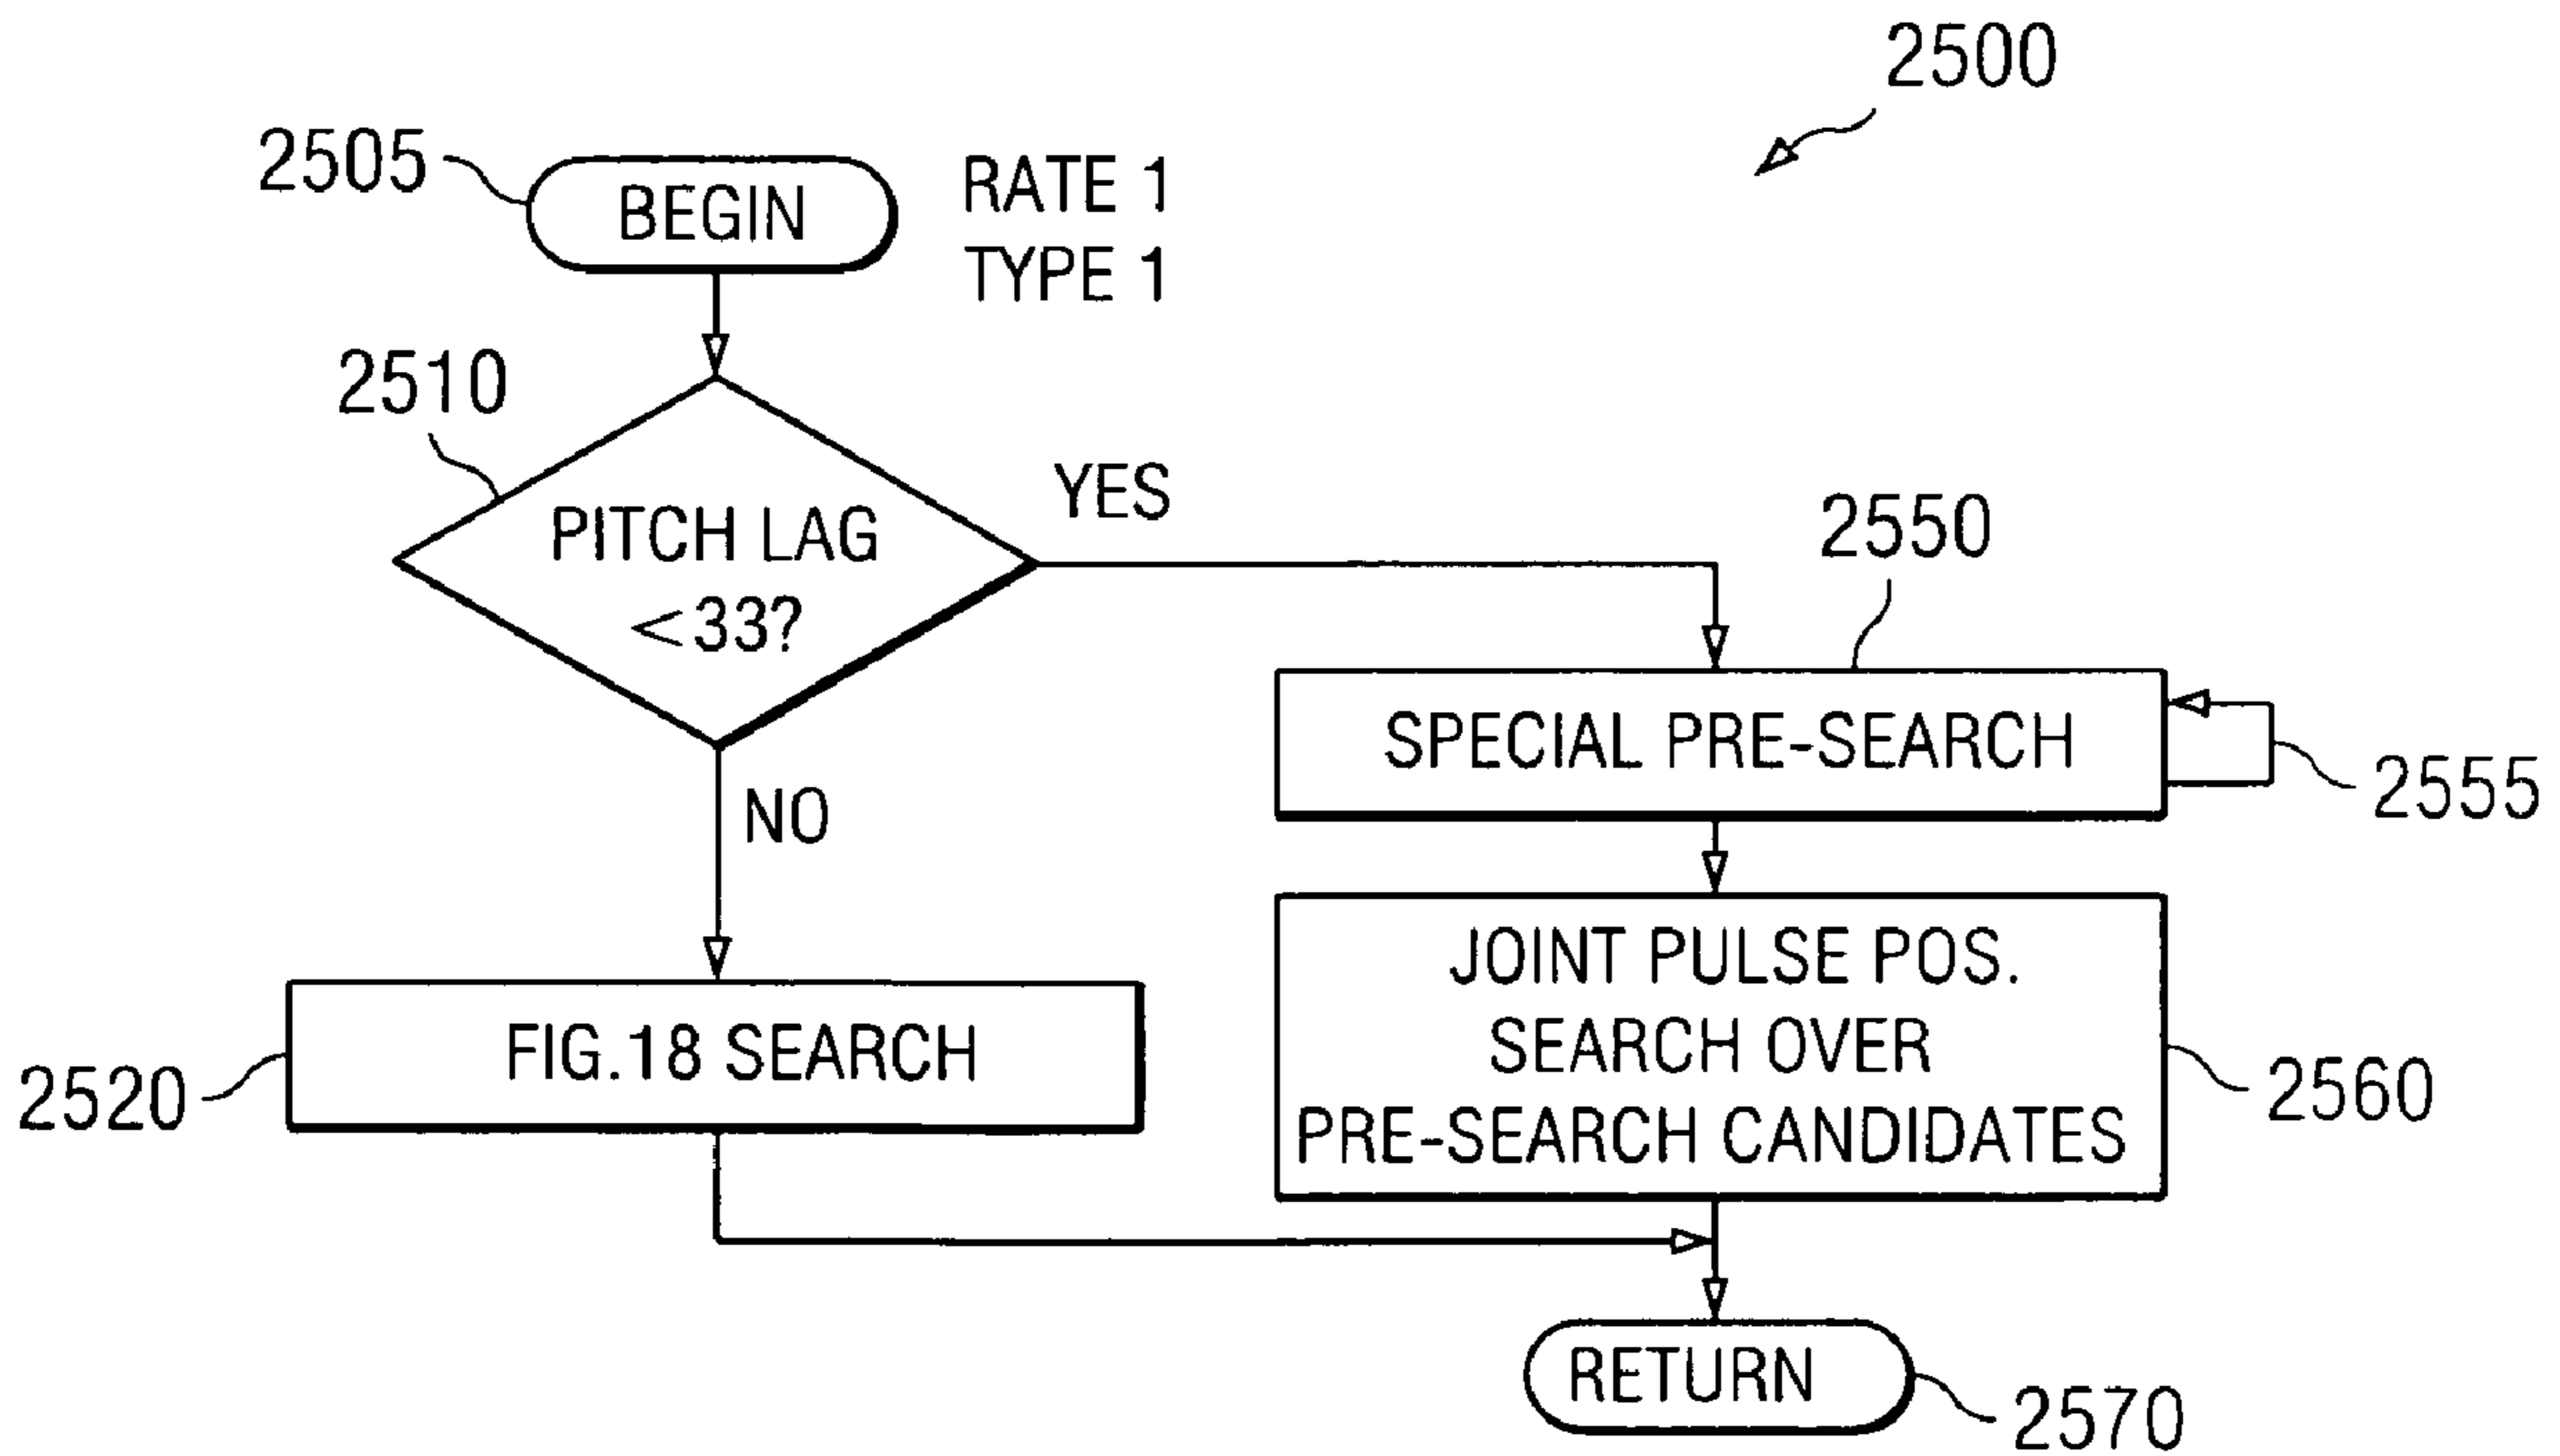 2500
2505
BEGIN
RATE 1
TYPE 1
2510
PITCH LAG
<33?
YES
NO
2550
SPECIAL PRE-SEARCH
2555
FIG.18 SEARCH
2520
JOINT PULSE POS.
SEARCH OVER
PRE-SEARCH CANDIDATES
2560
RETURN
2570